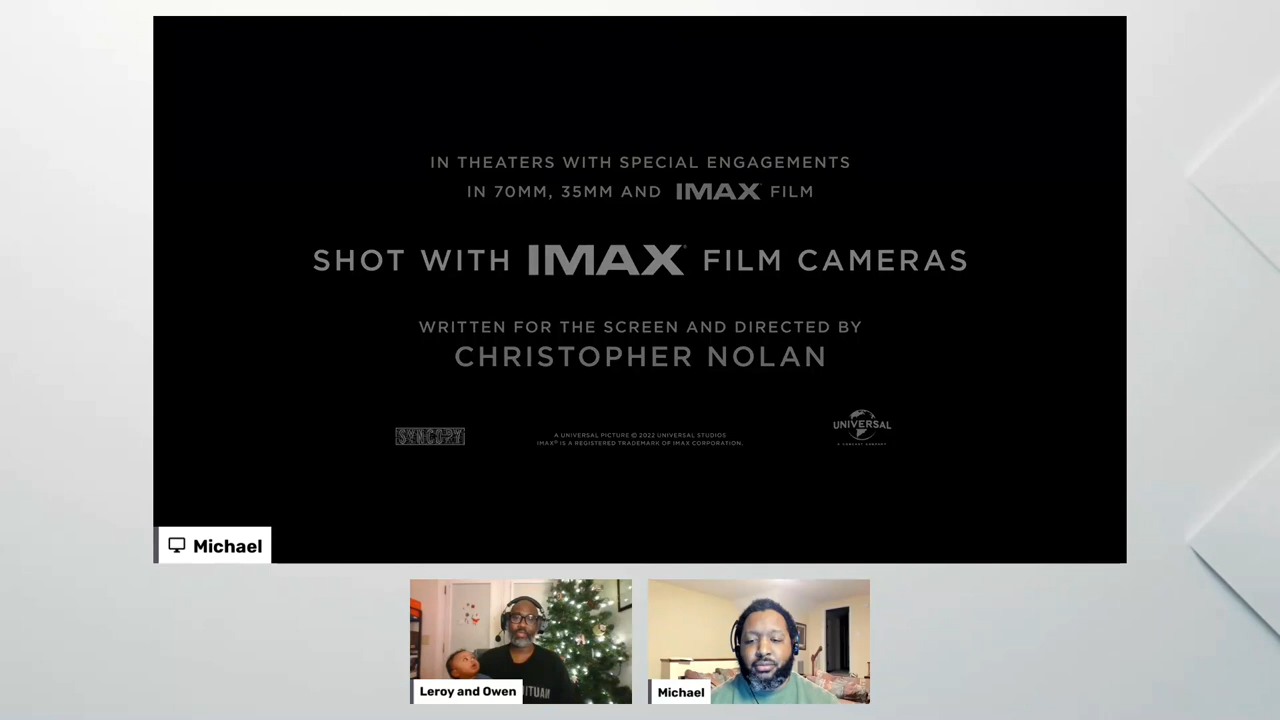 IN THEATERS WITH SPECIAL ENGAGEMENTS
IN 70MM, 35MM AND IMAX FILM
SHOT WITH IMAX® FILM CAMERAS
WRITTEN FOR THE SCREEN AND DIRECTED BY
CHRISTOPHER NOLAN
SYNCOPY
A UNIVERSAL PICTURE © 2022 UNIVERSAL STUDIOS
IMAX® IS A REGISTERED TRADEMARK OF IMAX CORPORATION.
UNIVERSAL
A COMCAST COMPANY
Michael
Leroy and Owen
Michael